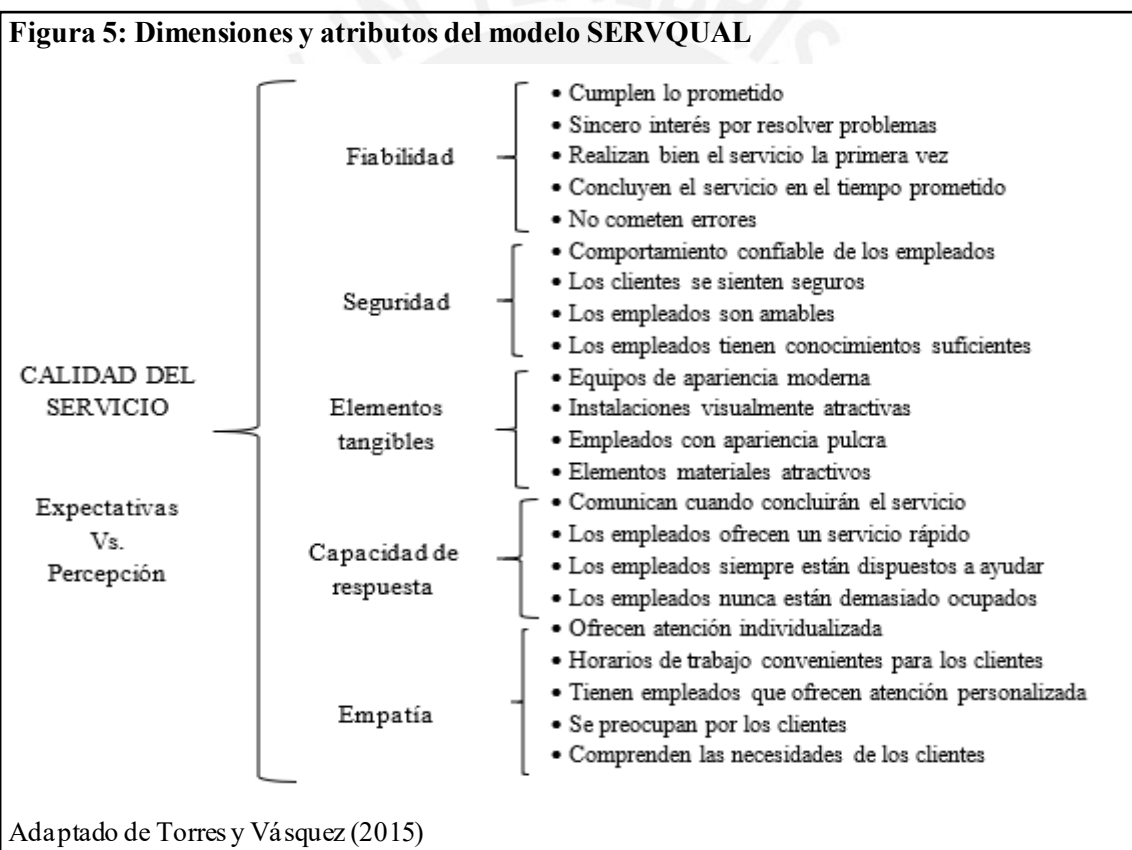 Figura 5: Dimensiones y atributos del modelo SERVQUAL
CALIDAD DEL
SERVICIO
Expectativas
Vs.
Percepción
Fiabilidad
• Cumplen lo prometido
• Sincero interés por resolver problemas
• Realizan bien el servicio la primera vez
• Concluyen el servicio en el tiempo prometido
• No cometen errores
Seguridad
• Comportamiento confiable de los empleados
• Los clientes se sienten seguros
• Los empleados son amables
• Los empleados tienen conocimientos suficientes
Elementos
tangibles
• Equipos de apariencia moderna
• Instalaciones visualmente atractivas
• Empleados con apariencia pulcra
• Elementos materiales atractivos
Capacidad de
respuesta
• Comunican cuando concluirán el servicio
• Los empleados ofrecen un servicio rápido
• Los empleados siempre están dispuestos a ayudar
• Los empleados nunca están demasiado ocupados
Empatía
• Ofrecen atención individualizada
• Horarios de trabajo convenientes para los clientes
• Tienen empleados que ofrecen atención personalizada
• Se preocupan por los clientes
• Comprenden las necesidades de los clientes
Adaptado de Torres y Vásquez (2015)